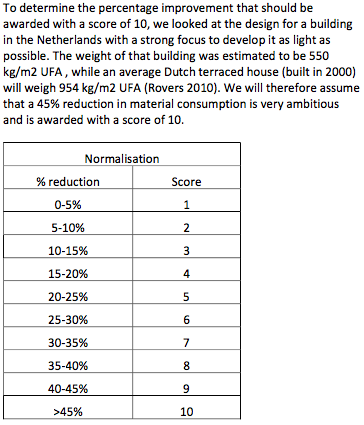 To determine the percentage improvement that should be
awarded with a score of 10, we looked at the design for a building
in the Netherlands with a strong focus to develop it as light as
possible. The weight of that building was estimated to be 550
kg/m2 UFA , while an average Dutch terraced house (built in 2000)
will weigh 954 kg/m2 UFA (Rovers 2010). We will therefore assume
that a 45% reduction in material consumption is very ambitious
and is awarded with a score of 10.
Normalisation
% reduction Score
0-5% 1
5-10% 2
10-15% 3
15-20% 4
20-25% 5
25-30% 6
30-35% 7
35-40% 8
40-45% 9
>45% 10